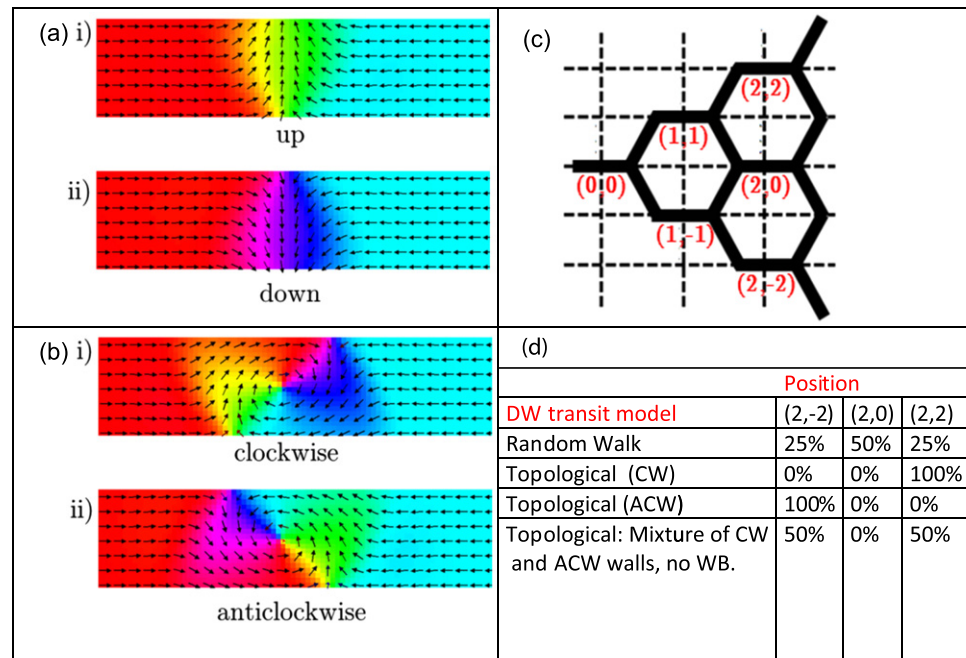 (a) i)
up
ii)
down
(b) i)
clockwise
ii)
anticlockwise
(c)
(2,2)
(1,1)
(0,0)
(2,0)
(1,-1)
(2,-2)
(d)
Position
DW transit model (2,-2) (2,0) (2,2)
Random Walk 25% 50% 25%
Topological (CW) 0% 0% 100%
Topological (ACW) 100% 0% 0%
Topological: Mixture of CW 50% 0% 50%
and ACW walls, no WB.